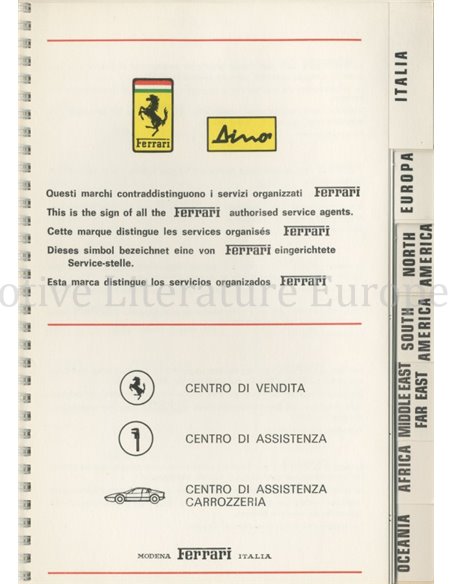 Ferrari
Dino
Questi marchi contraddistinguono i servizi organizzati Ferrari
This is the sign of all the Ferrari authorised service agents.
Cette marque distingue les services organisés Ferrari
Dieses simbol bezeichnet eine von Ferrari eingerichtete
Service-stelle.
Esta marca distingue los servicios organizados Ferrari
otive Literature Europe
CENTRO DI VENDITA
CENTRO DI ASSISTENZA
CENTRO DI ASSISTENZA
CARROZZERIA
MODENA Ferrari ITALIA
ITALIA
EUROPA
NORTH
AMERICA
SOUTH
AMERICA
MIDDLE EAST
FAR EAST
AFRICA
OCEANIA